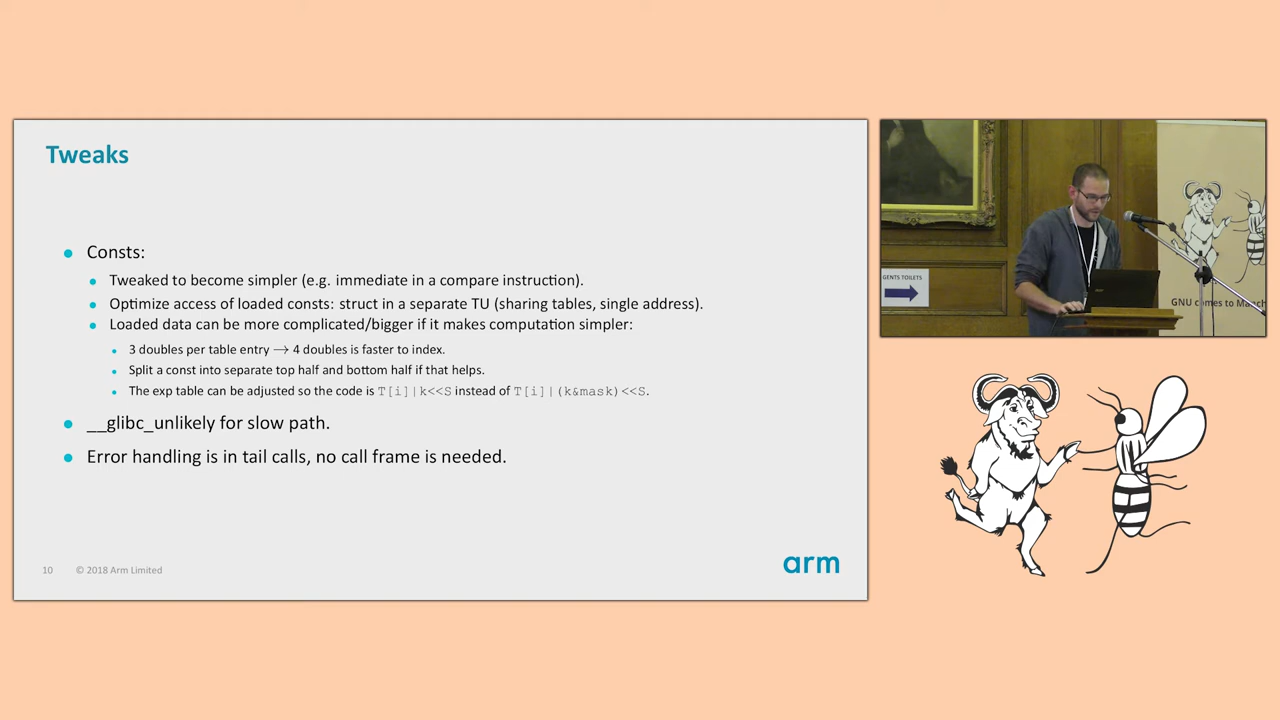 Tweaks
Consts:
Tweaked to become simpler (e.g. immediate in a compare instruction).
Optimize access of loaded consts: struct in a separate TU (sharing tables, single address).
Loaded data can be more complicated/bigger if it makes computation simpler:
3 doubles per table entry → 4 doubles is faster to index.
Split a const into separate top half and bottom half if that helps.
The exp table can be adjusted so the code is T[i]|k<<S instead of T[i]|(k&mask)<<S.
__glibc_unlikely for slow path.
Error handling is in tail calls, no call frame is needed.
10 © 2018 Arm Limited
arm
GENTS TOILETS
GNU comes to Manch